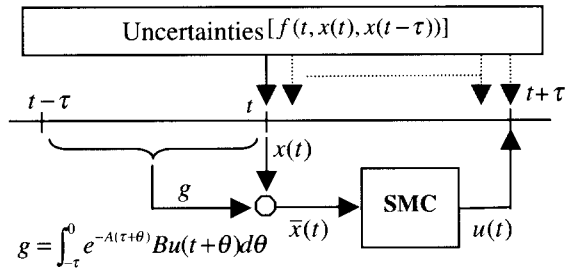 Uncertainties[f(t, x(t), x(t−τ))]
t−τ
t
t+τ
x(t)
g
SMC
x̅(t)
u(t)
g = ∫_{-τ}^{0} e^{-A(τ+θ)} Bu(t+θ)dθ